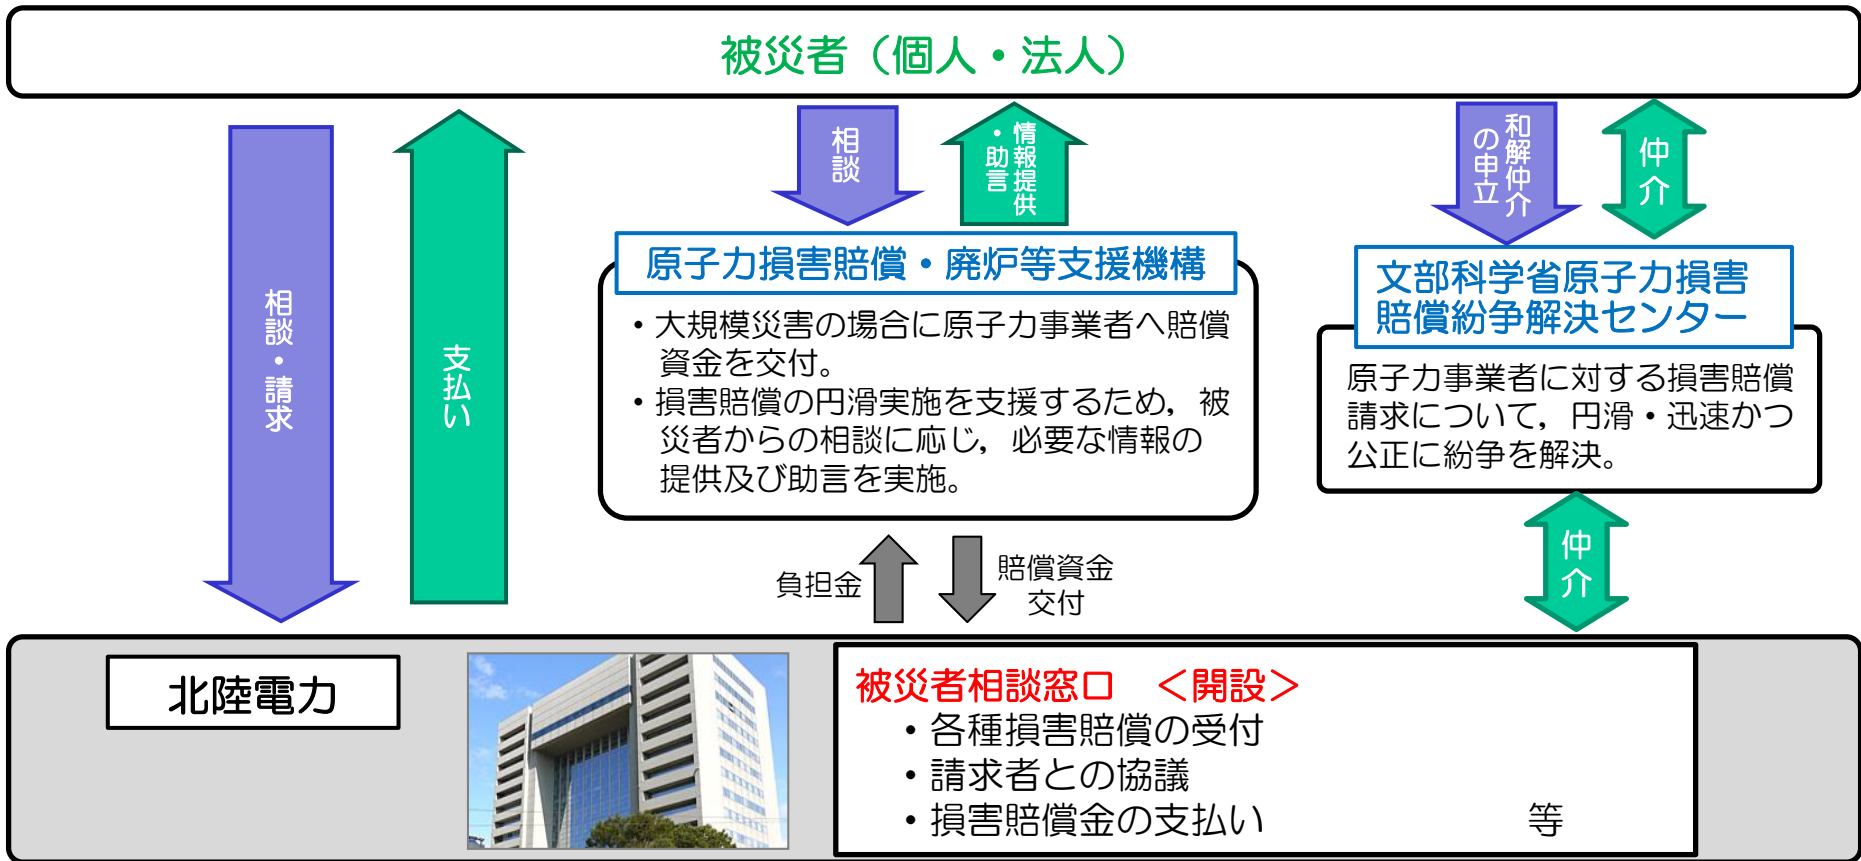 被災者（個人・法人）
相談・請求
支払い
相談
情報提供
・助言
和解仲介
の申立
仲介
原子力損害賠償・廃炉等支援機構
・大規模災害の場合に原子力事業者へ賠償
資金を交付。
・損害賠償の円滑実施を支援するため，被
災者からの相談に応じ，必要な情報の
提供及び助言を実施。
文部科学省原子力損害
賠償紛争解決センター
原子力事業者に対する損害賠償
請求について，円滑・迅速かつ
公正に紛争を解決。
負担金
賠償資金
交付
仲介
北陸電力
被災者相談窓口　＜開設＞
・各種損害賠償の受付
・請求者との協議
・損害賠償金の支払い　　　　　　　等